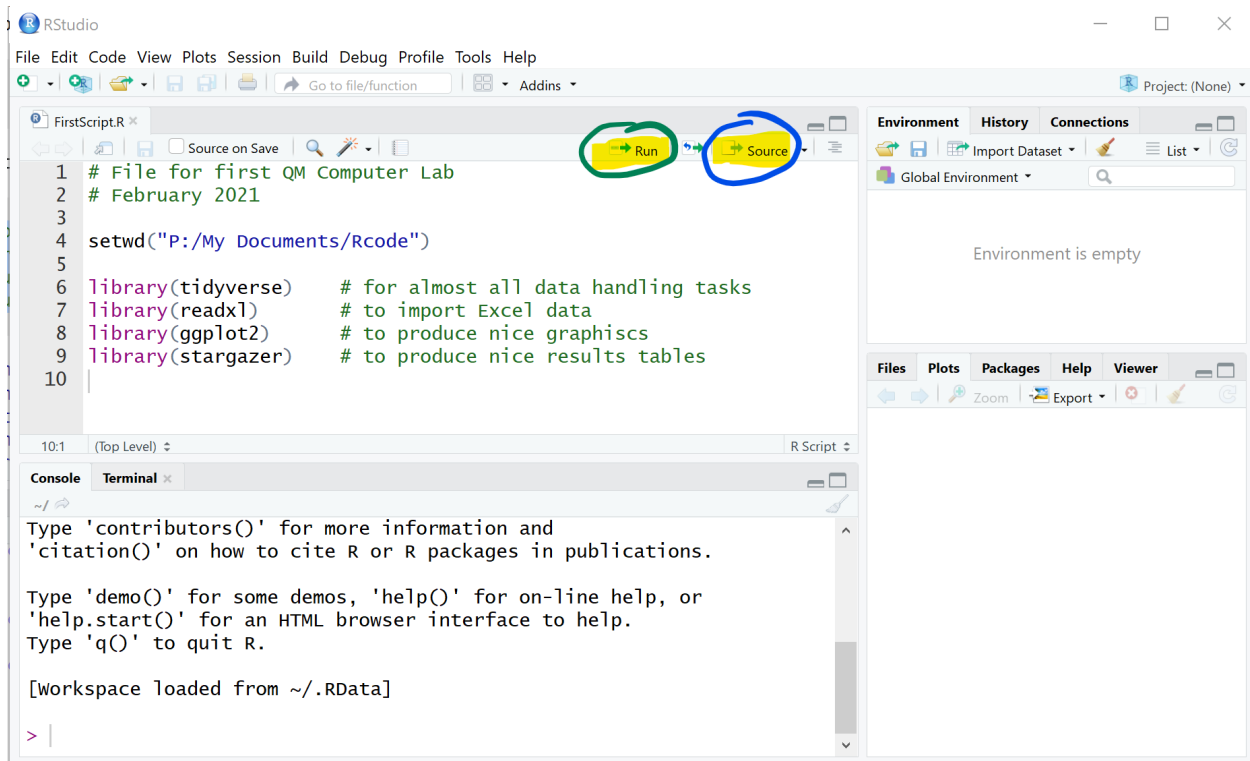 RStudio
File Edit Code View Plots Session Build Debug Profile Tools Help
Go to file/function Addins Project: (None)
FirstScript.R
Source on Save Run Source
1 # File for first QM Computer Lab
2 # February 2021
3
4 setwd("P:/My Documents/Rcode")
5
6 library(tidyverse) # for almost all data handling tasks
7 library(readxl) # to import Excel data
8 library(ggplot2) # to produce nice graphiscs
9 library(stargazer) # to produce nice results tables
10
10:1 (Top Level) R Script
Console Terminal
~/
Type 'contributors()' for more information and
'citation()' on how to cite R or R packages in publications.
Type 'demo()' for some demos, 'help()' for on-line help, or
'help.start()' for an HTML browser interface to help.
Type 'q()' to quit R.
[Workspace loaded from ~/.RData]
>
Environment History Connections
Import Dataset List
Global Environment
Environment is empty
Files Plots Packages Help Viewer
Zoom Export